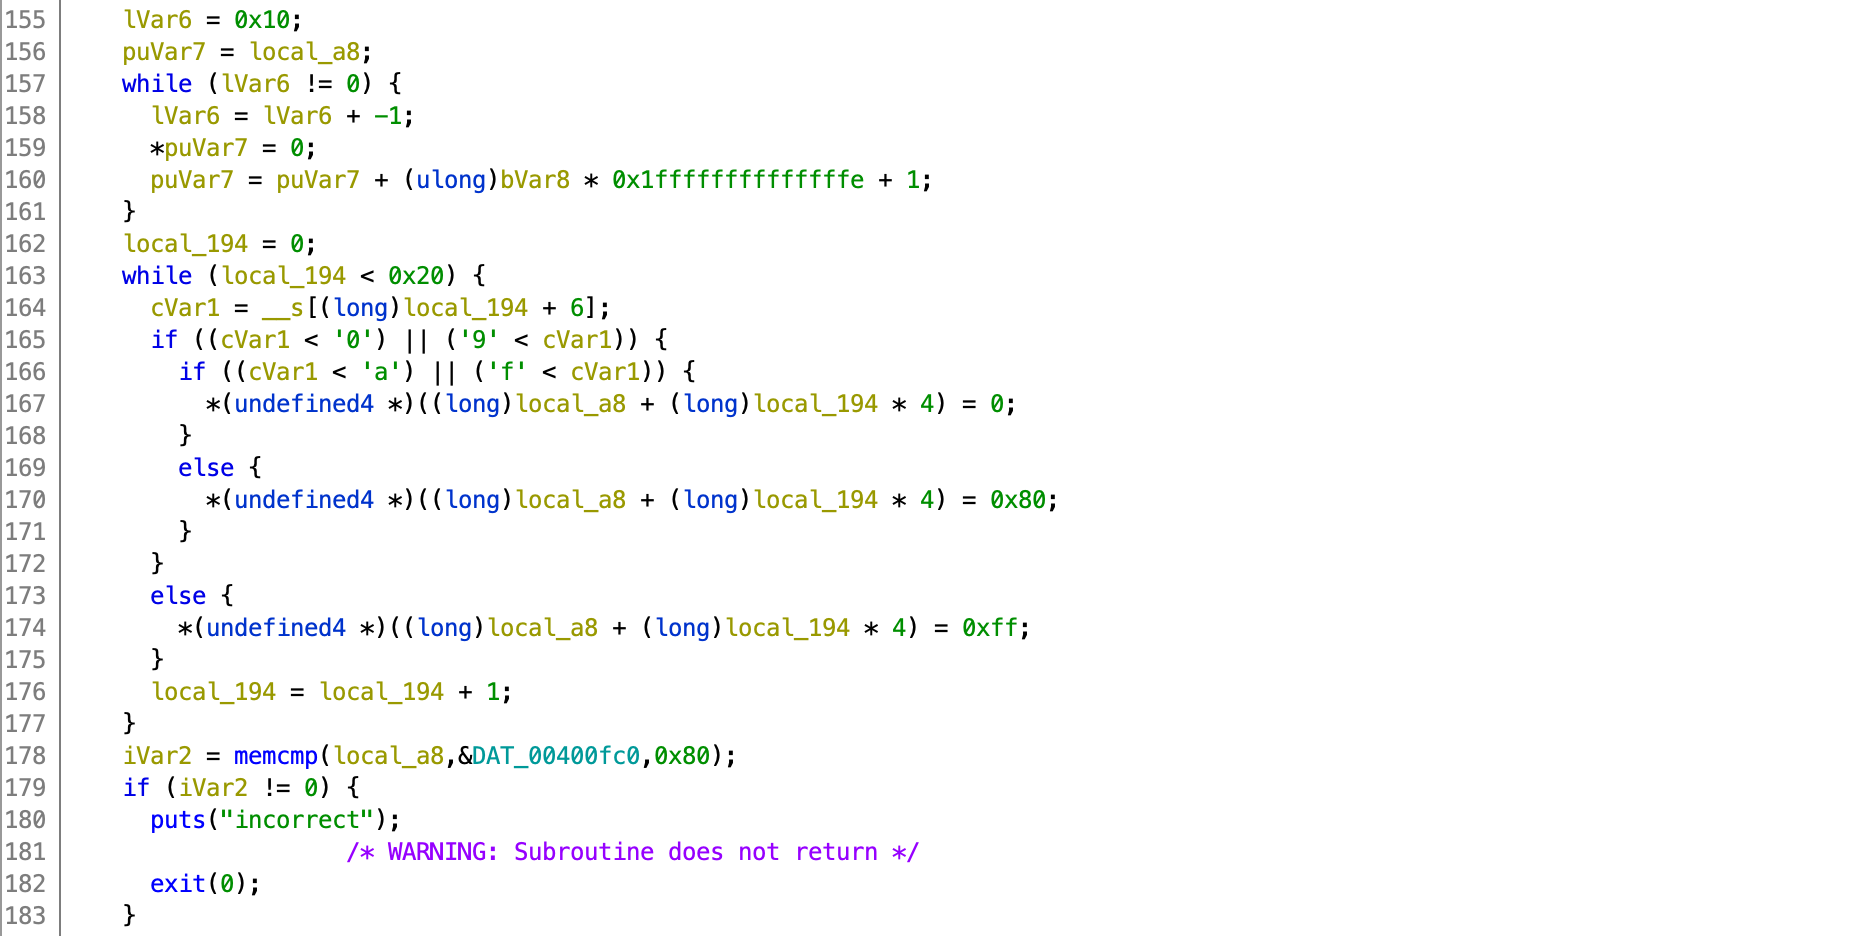 155 lVar6 = 0x10;
156 puVar7 = local_a8;
157 while (lVar6 != 0) {
158 lVar6 = lVar6 + -1;
159 *puVar7 = 0;
160 puVar7 = puVar7 + (ulong)bVar8 * 0x1ffffffffffffffe + 1;
161 }
162 local_194 = 0;
163 while (local_194 < 0x20) {
164 cVar1 = __s[(long)local_194 + 6];
165 if ((cVar1 < '0') || ('9' < cVar1)) {
166 if ((cVar1 < 'a') || ('f' < cVar1)) {
167 *(undefined4 *)((long)local_a8 + (long)local_194 * 4) = 0;
168 }
169 else {
170 *(undefined4 *)((long)local_a8 + (long)local_194 * 4) = 0x80;
171 }
172 }
173 else {
174 *(undefined4 *)((long)local_a8 + (long)local_194 * 4) = 0xff;
175 }
176 local_194 = local_194 + 1;
177 }
178 iVar2 = memcmp(local_a8,&DAT_00400fc0,0x80);
179 if (iVar2 != 0) {
180 puts("incorrect");
181 /* WARNING: Subroutine does not return */
182 exit(0);
183 }